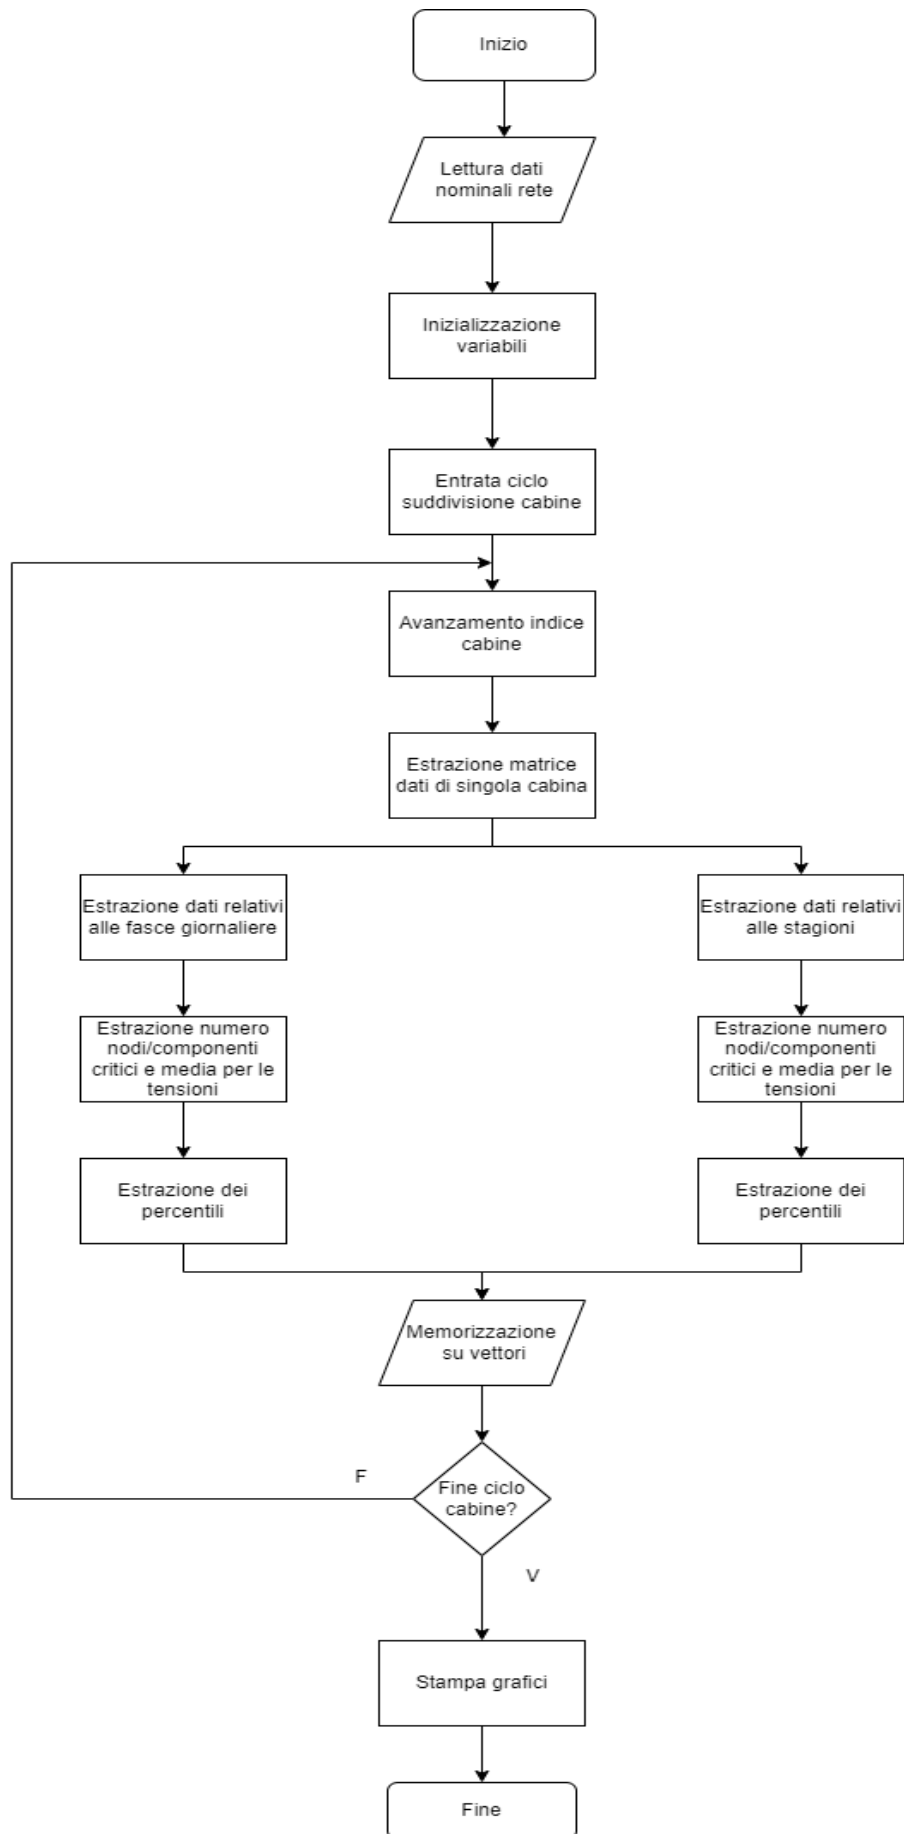 Inizio
Lettura dati
nominali rete
Inizializzazione
variabili
Entrata ciclo
suddivisione cabine
Avanzamento indice
cabine
Estrazione matrice
dati di singola cabina
Estrazione dati relativi
alle fasce giornaliere
Estrazione dati relativi
alle stagioni
Estrazione numero
nodi/componenti
critici e media per le
tensioni
Estrazione numero
nodi/componenti
critici e media per le
tensioni
Estrazione dei
percentili
Estrazione dei
percentili
Memorizzazione
su vettori
F
Fine ciclo
cabine?
V
Stampa grafici
Fine